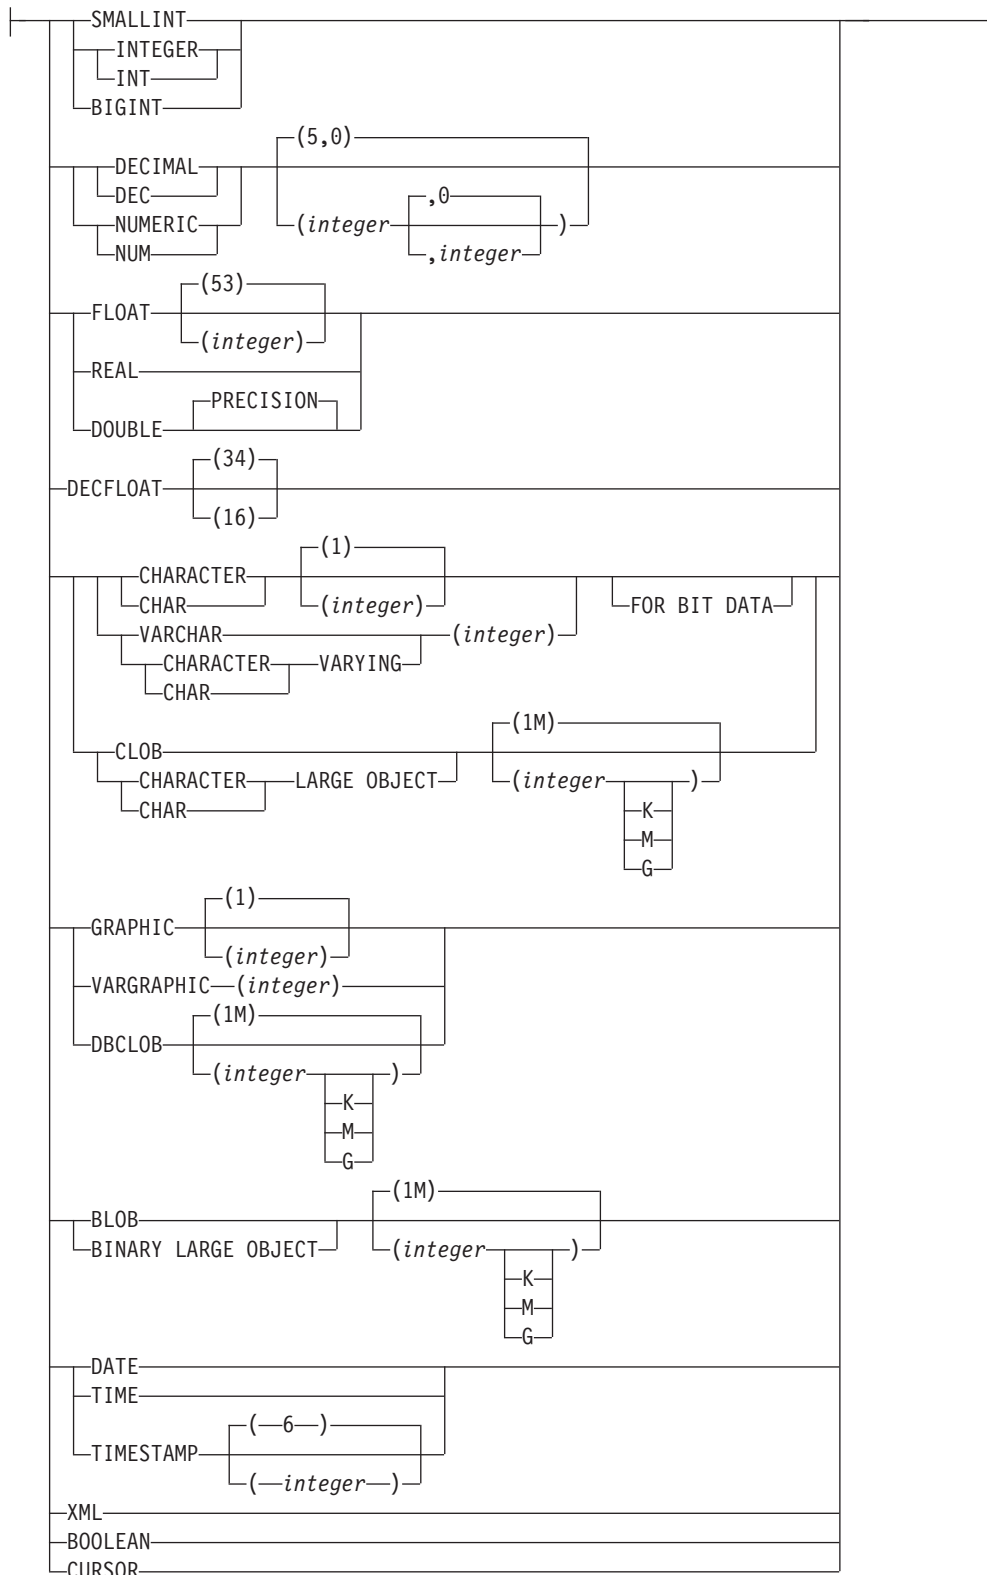 SMALLINT
INTEGER
INT
BIGINT
(5,0)
DECIMAL
DEC
,0
NUMERIC
(integer )
NUM
,integer
(53)
FLOAT
(integer)
REAL
PRECISION
DOUBLE
(34)
DECFLOAT
(16)
(1)
CHARACTER
CHAR
(integer)
FOR BIT DATA
VARCHAR
(integer)
CHARACTER
VARYING
CHAR
(1M)
CLOB
CHARACTER
LARGE OBJECT
(integer )
CHAR
K
M
G
(1)
GRAPHIC
(integer)
VARGRAPHIC
(integer)
(1M)
DBCLOB
(integer )
K
M
G
(1M)
BLOB
BINARY LARGE OBJECT
(integer )
K
M
G
DATE
TIME
( 6 )
TIMESTAMP
( integer )
XML
BOOLEAN
CURSOR